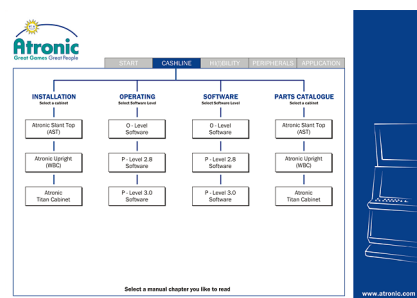 Atronic
Great Games Great People
START CASHLINE HI(!)BILITY PERIPHERALS APPLICATION
INSTALLATION
Select a cabinet
OPERATING
Select Software Level
SOFTWARE
Select Software Level
PARTS CATALOGUE
Select a cabinet
Atronic Slant Top
(AST)
O - Level
Software
O - Level
Software
Atronic Slant Top
(AST)
Atronic Upright
(WBC)
P - Level 2.8
Software
P - Level 2.8
Software
Atronic Upright
(WBC)
Atronic
Titan Cabinet
P - Level 3.0
Software
P - Level 3.0
Software
Atronic
Titan Cabinet
Select a manual chapter you like to read
www.atronic.com